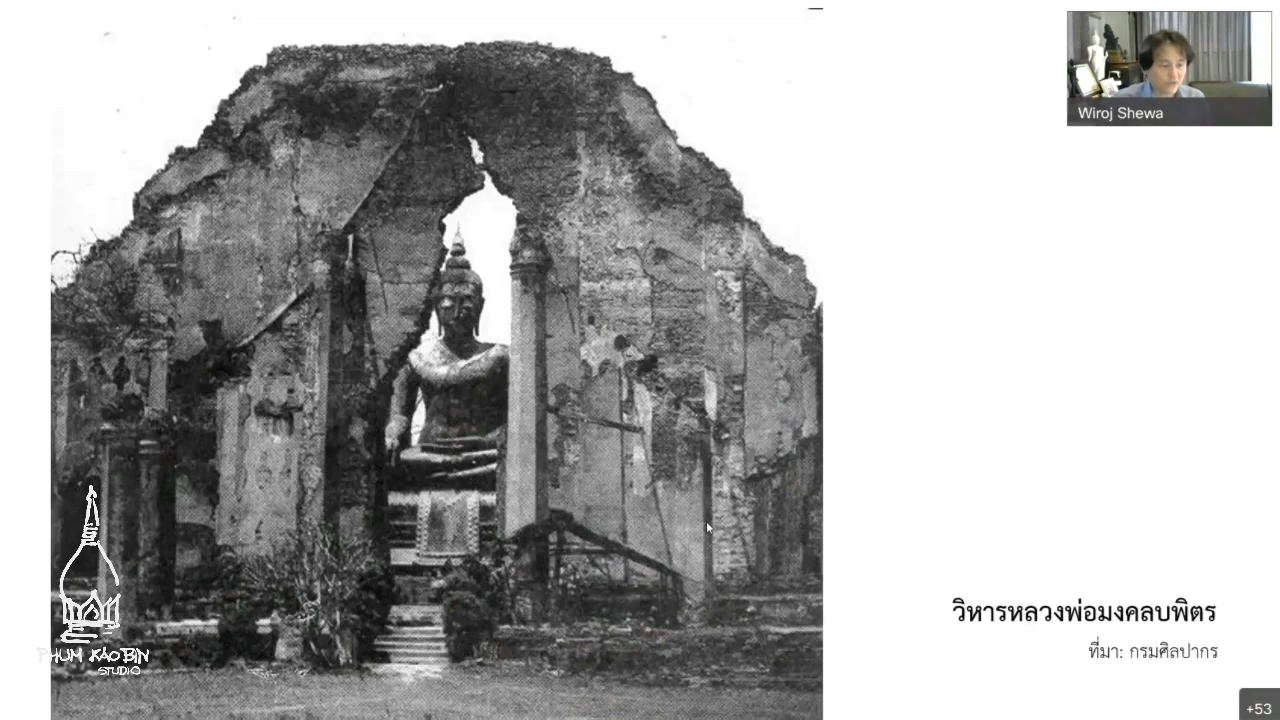 Wiroj Shewa
วิหารหลวงพ่อมงคลบพิตร
ที่มา: กรมศิลปากร
PHUM KAO BIN
STUDIO
+53